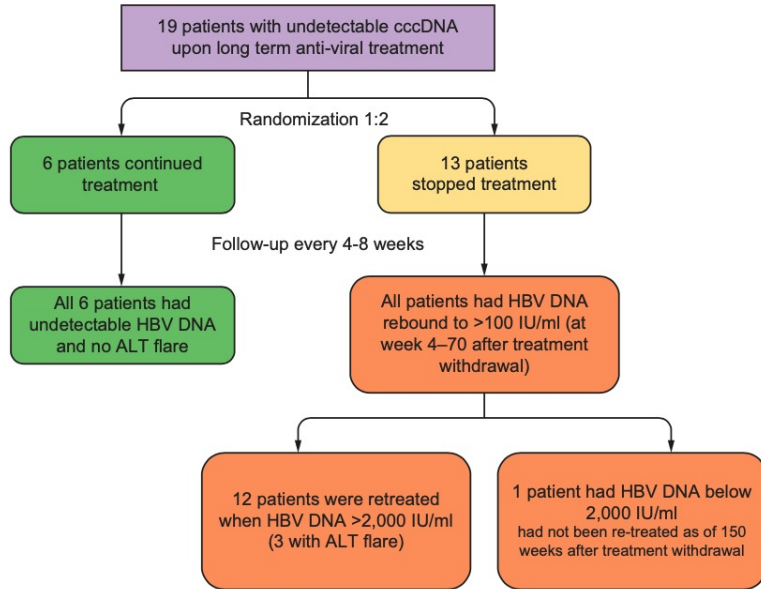 19 patients with undetectable cccDNA
upon long term anti-viral treatment
Randomization 1:2
6 patients continued
treatment
13 patients
stopped treatment
Follow-up every 4-8 weeks
All 6 patients had
undetectable HBV DNA
and no ALT flare
All patients had HBV DNA
rebound to >100 IU/ml (at
week 4–70 after treatment
withdrawal)
12 patients were retreated
when HBV DNA >2,000 IU/ml
(3 with ALT flare)
1 patient had HBV DNA below
2,000 IU/ml
had not been re-treated as of 150
weeks after treatment withdrawal